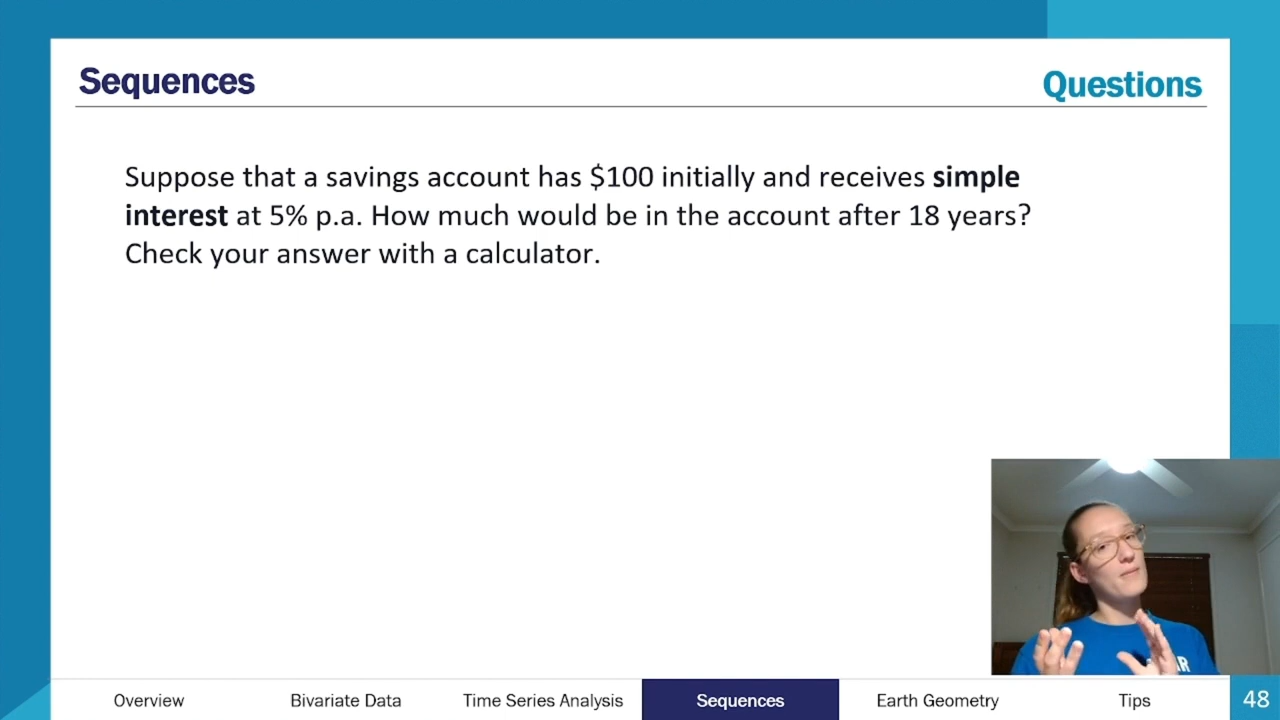 Sequences
Questions
Suppose that a savings account has $100 initially and receives simple
interest at 5% p.a. How much would be in the account after 18 years?
Check your answer with a calculator.
Overview
Bivariate Data
Time Series Analysis
Sequences
Earth Geometry
Tips
48